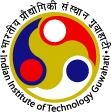 भारतीय प्रौद्योगिकी संस्थान गुवाहाटी
Indian Institute of Technology Guwahati